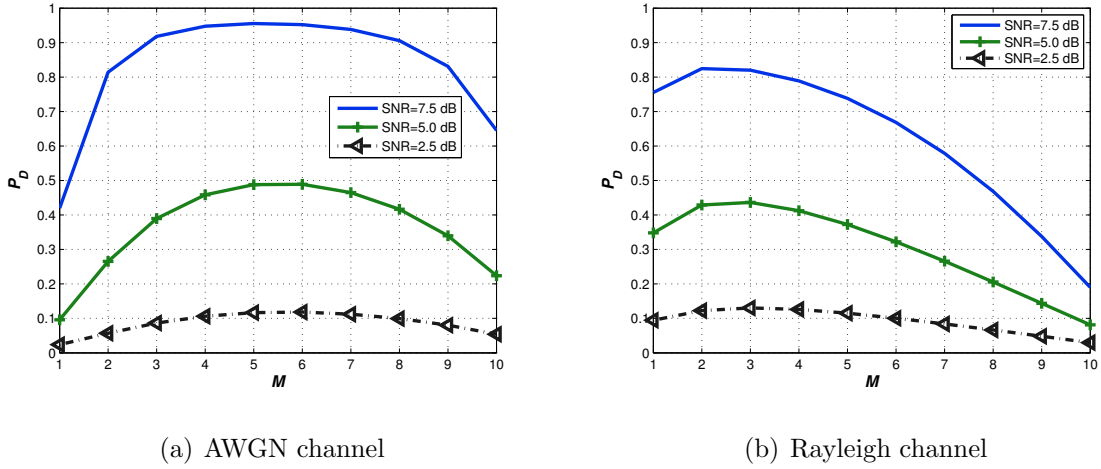 1
0.9
0.8
0.7
0.6
0.5
0.4
0.3
0.2
0.1
0
P_D
SNR=7.5 dB
SNR=5.0 dB
SNR=2.5 dB
1 2 3 4 5 6 7 8 9 10
M
(a) AWGN channel
1
0.9
0.8
0.7
0.6
0.5
0.4
0.3
0.2
0.1
0
P_D
SNR=7.5 dB
SNR=5.0 dB
SNR=2.5 dB
1 2 3 4 5 6 7 8 9 10
M
(b) Rayleigh channel